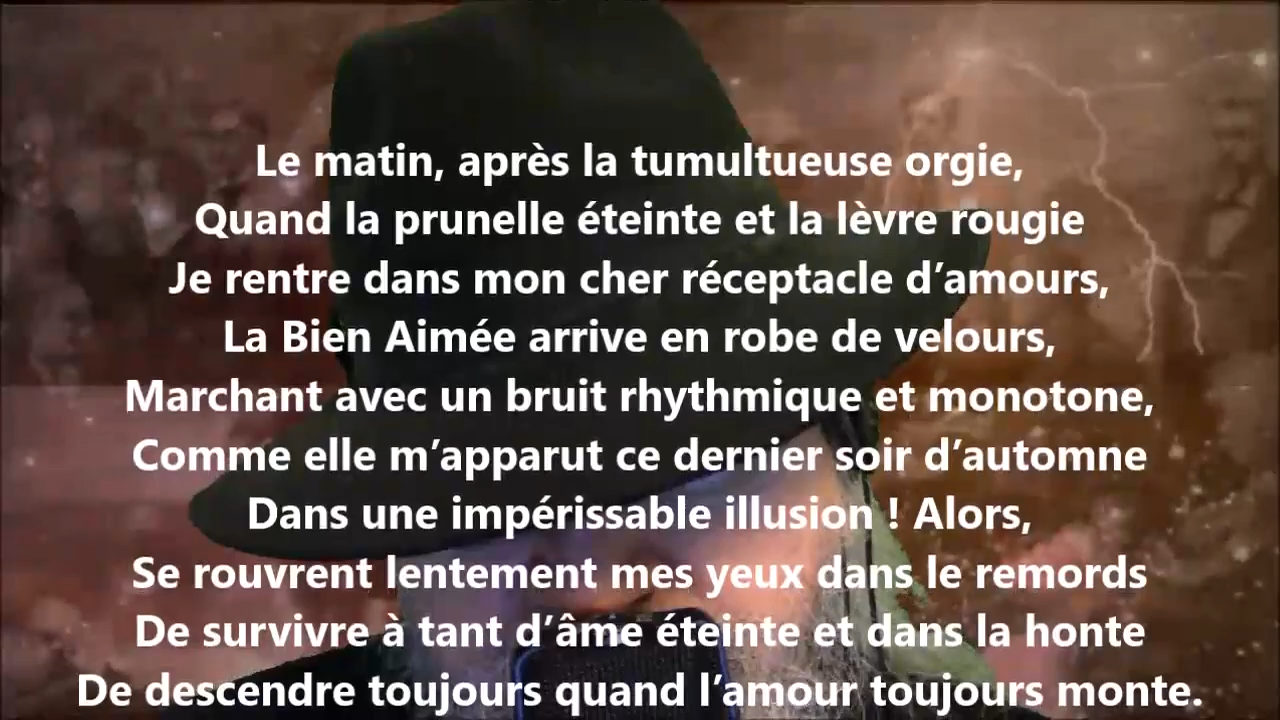 Le matin, après la tumultueuse orgie,
Quand la prunelle éteinte et la lèvre rougie
Je rentre dans mon cher réceptacle d’amours,
La Bien Aimée arrive en robe de velours,
Marchant avec un bruit rhythmique et monotone,
Comme elle m’apparut ce dernier soir d’automne
Dans une impérissable illusion ! Alors,
Se rouvrent lentement mes yeux dans le remords
De survivre à tant d’âme éteinte et dans la honte
De descendre toujours quand l’amour toujours monte.